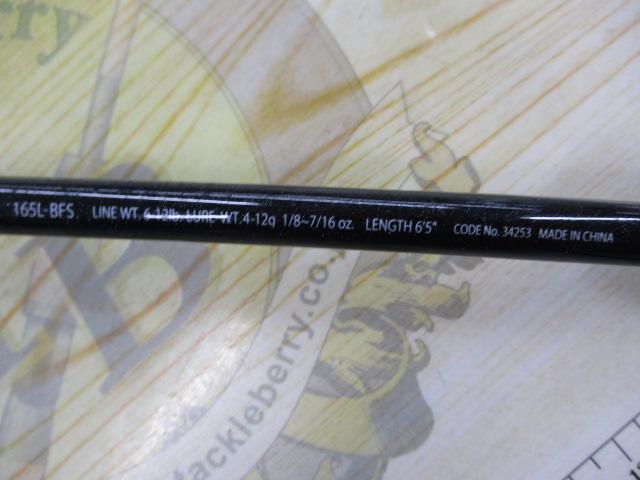 rry
165L-BFS LINE WT. 6-12lb. LURE WT. 4-12g 1/8~7/16 oz. LENGTH 6'5" CODE No. 34253 MADE IN CHINA
B
tackleberry.co.